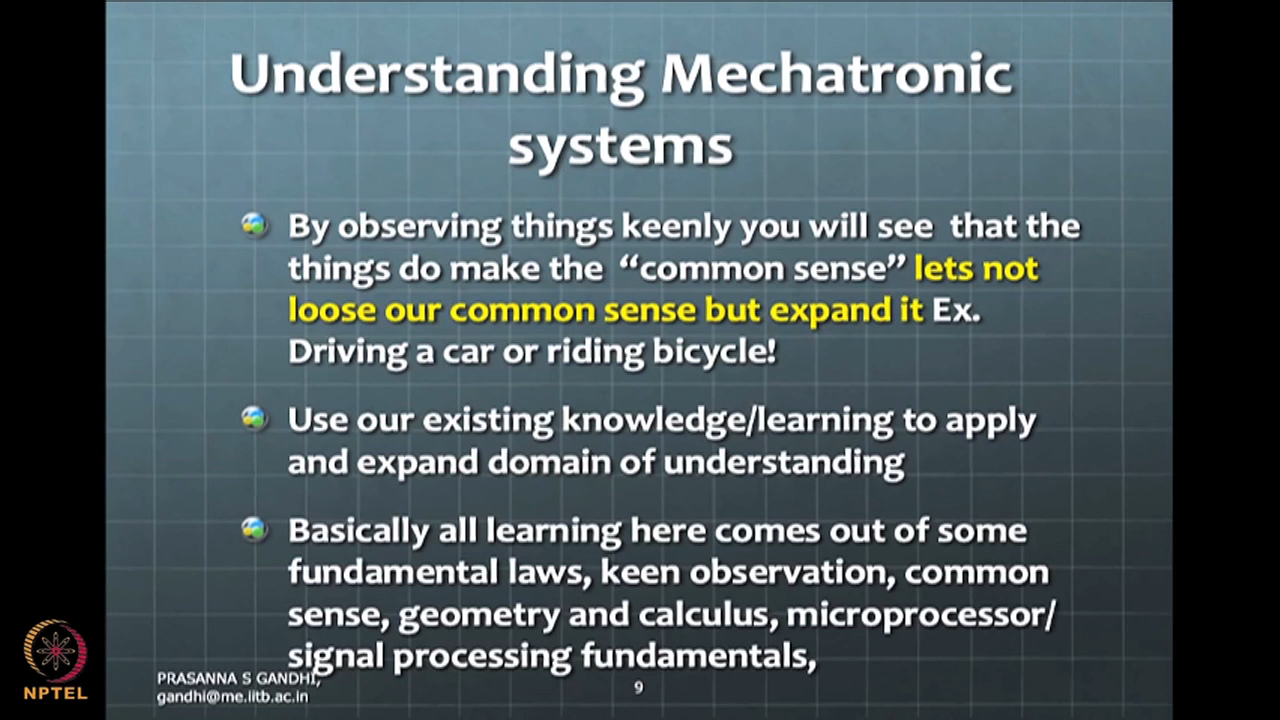 Understanding Mechatronic
systems
By observing things keenly you will see that the
things do make the “common sense” lets not
loose our common sense but expand it Ex.
Driving a car or riding bicycle!
Use our existing knowledge/learning to apply
and expand domain of understanding
Basically all learning here comes out of some
fundamental laws, keen observation, common
sense, geometry and calculus, microprocessor/
signal processing fundamentals,
PRASANNA S GANDHI,
gandhi@me.iitb.ac.in
9
NPTEL